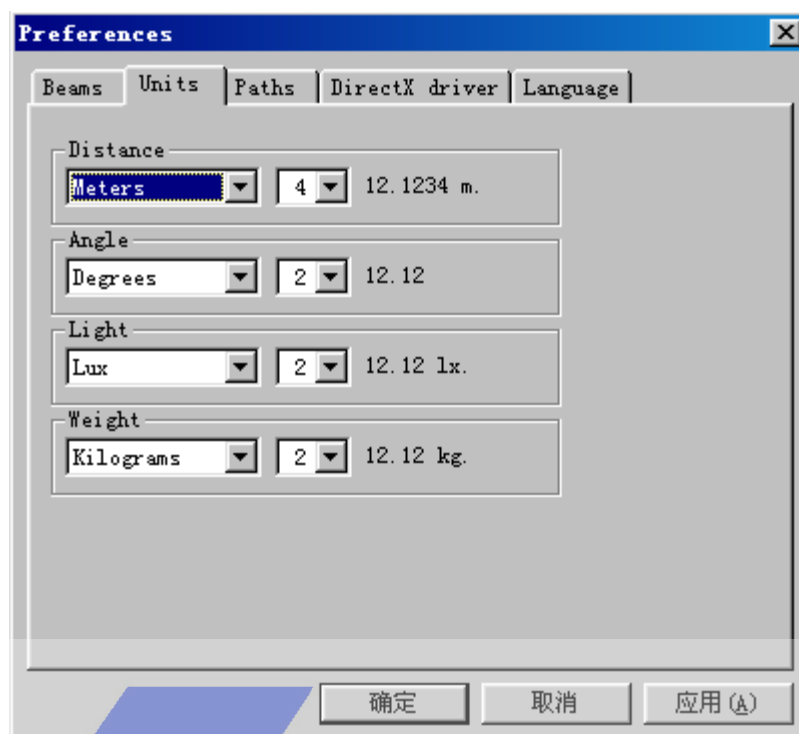 Preferences
Beams Units Paths DirectX driver Language
Distance
Meters 4 12.1234 m.
Angle
Degrees 2 12.12
Light
Lux 2 12.12 lx.
Weight
Kilograms 2 12.12 kg.
确定 取消 应用(A)